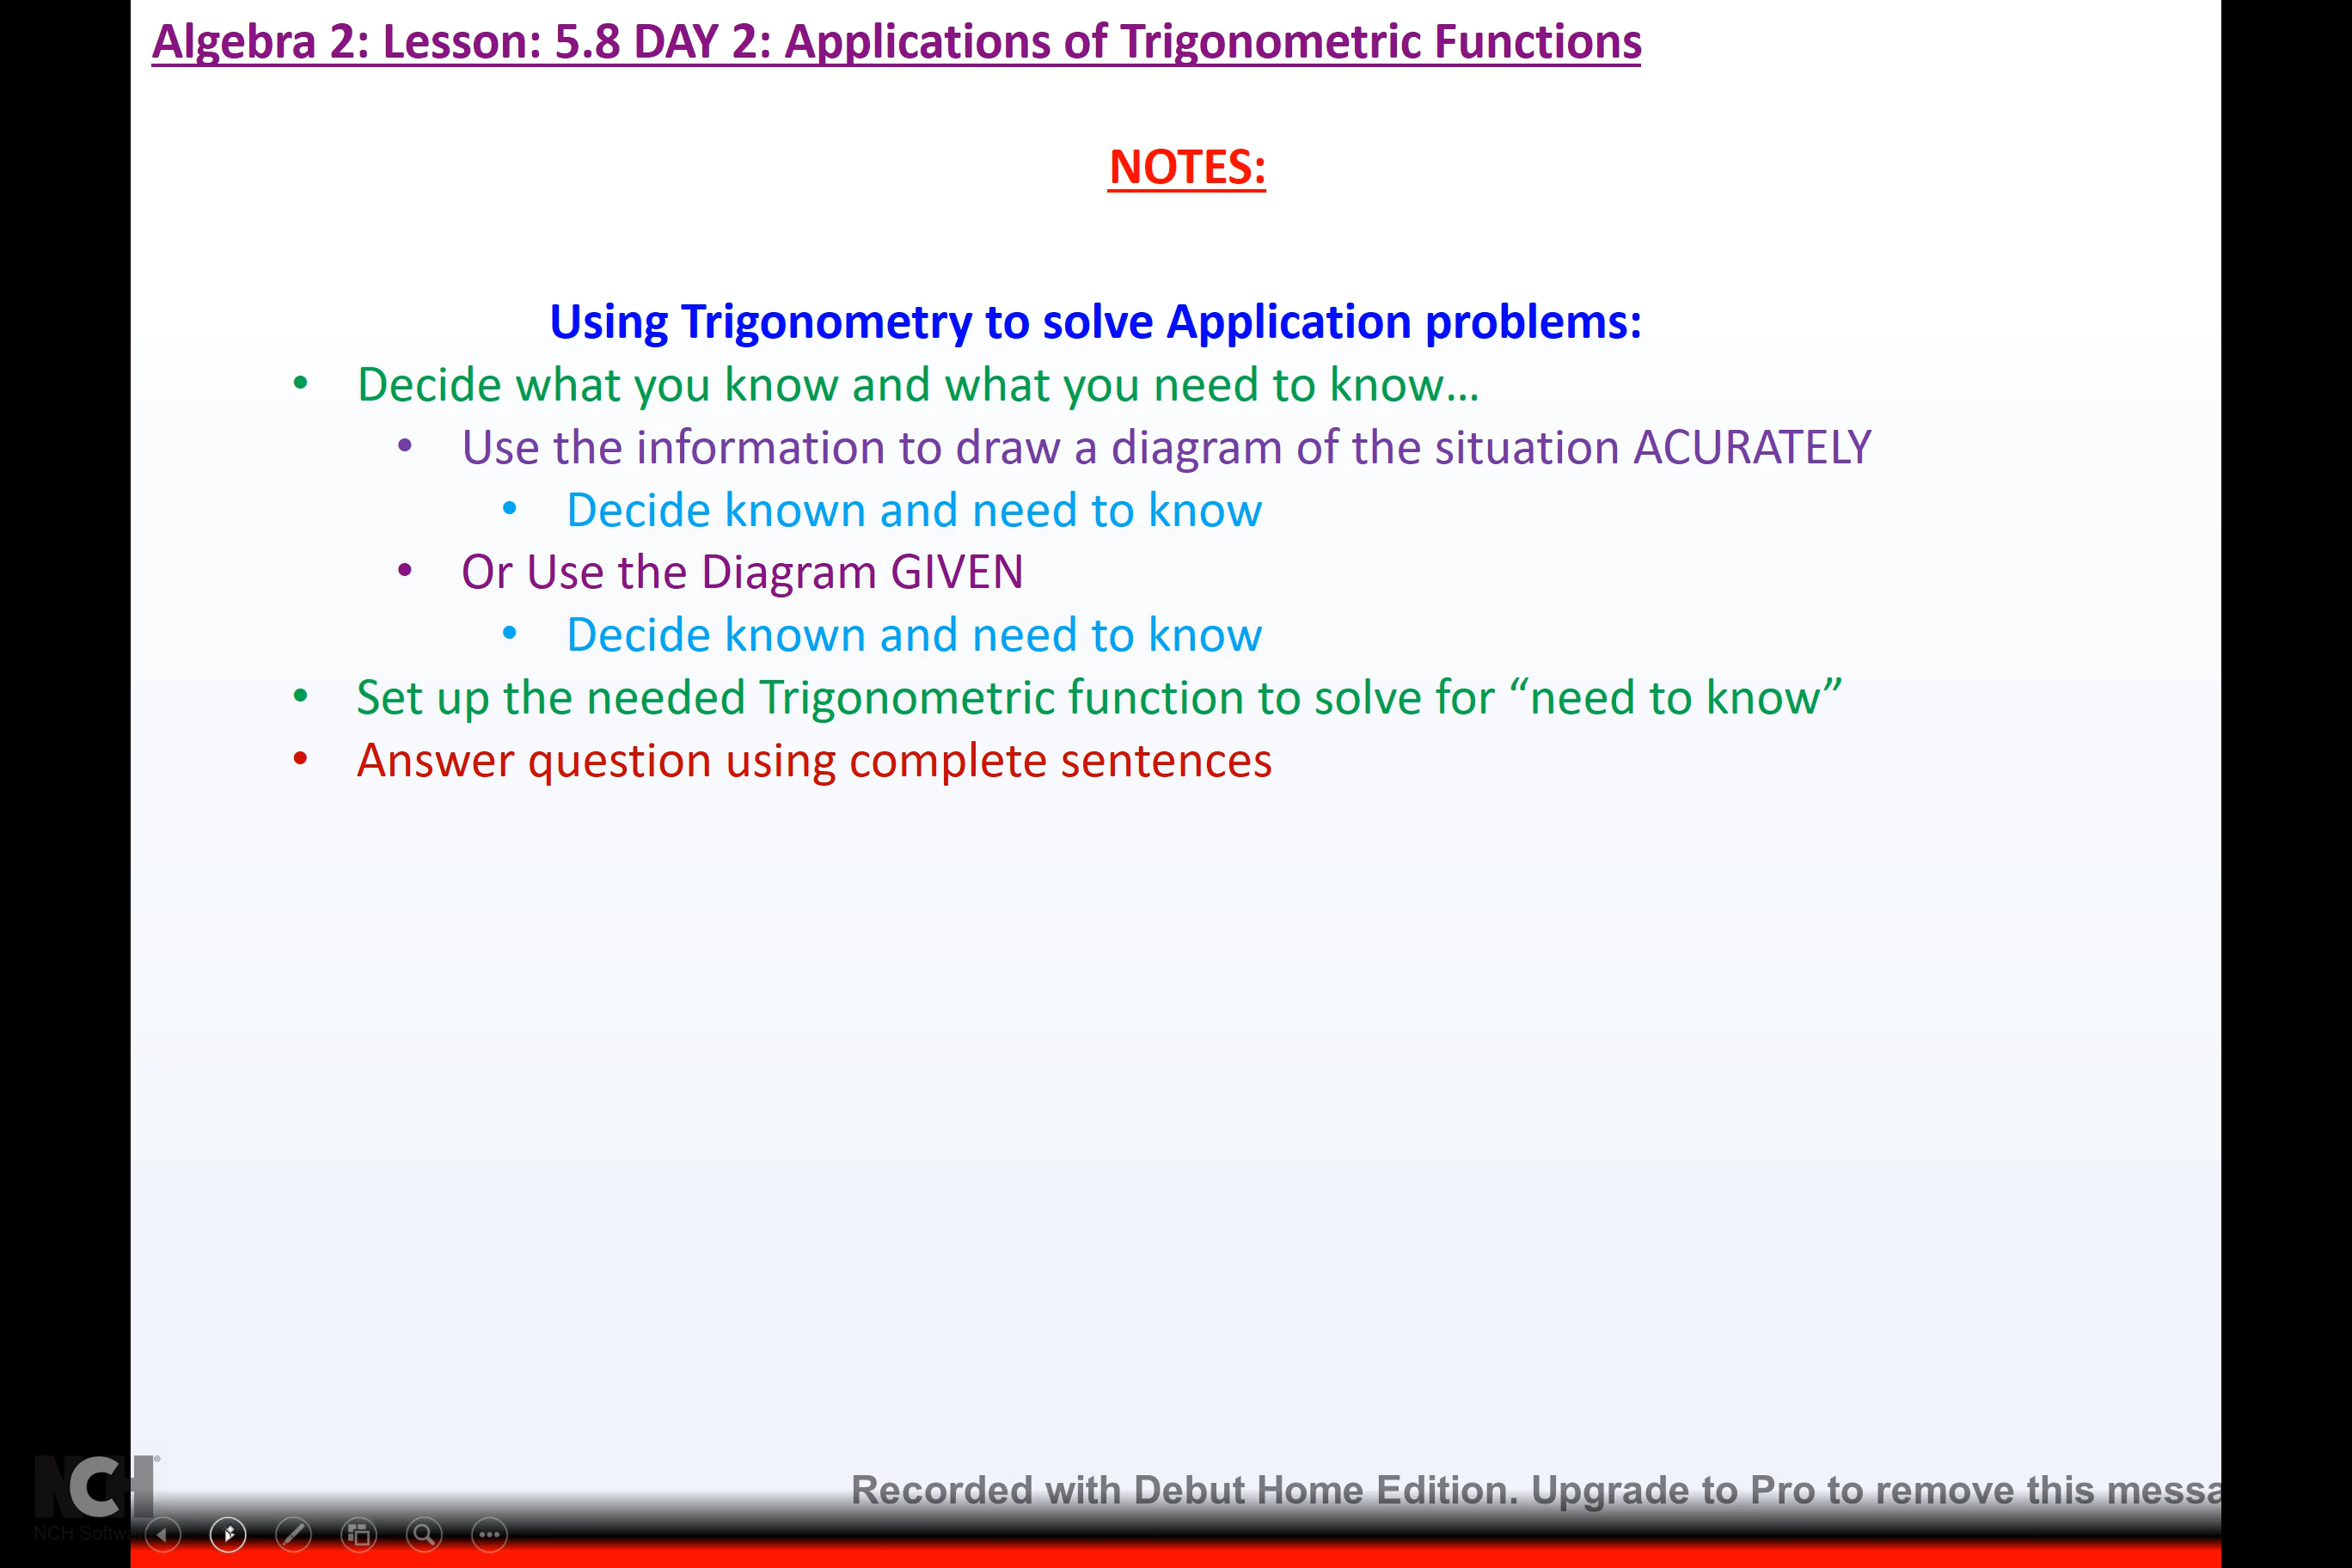 Algebra 2: Lesson: 5.8 DAY 2: Applications of Trigonometric Functions
NOTES:
Using Trigonometry to solve Application problems:
• Decide what you know and what you need to know...
• Use the information to draw a diagram of the situation ACURATELY
• Decide known and need to know
• Or Use the Diagram GIVEN
• Decide known and need to know
• Set up the needed Trigonometric function to solve for “need to know”
• Answer question using complete sentences
NCH®
Recorded with Debut Home Edition. Upgrade to Pro to remove this messa
NCH Softwa